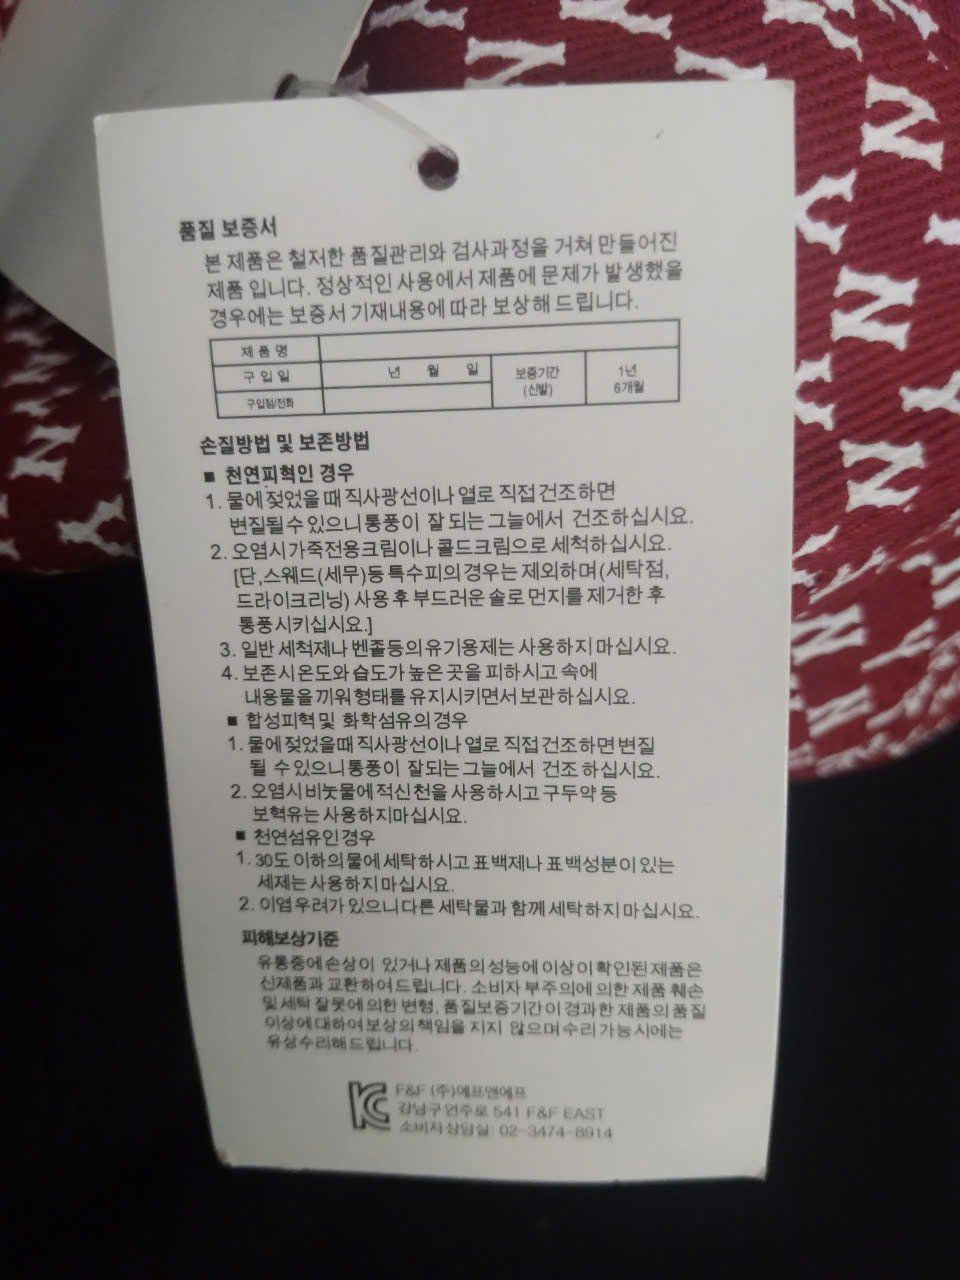 품질 보증서
본 제품은 철저한 품질관리와 검사과정을 거쳐 만들어진
제품 입니다. 정상적인 사용에서 제품에 문제가 발생했을
경우에는 보증서 기재내용에 따라 보상해 드립니다.
제 품 명
구 입 일 년 월 일 보증기간 (신발) 1년 6개월
구입점/전화
손질방법 및 보존방법
■ 천연피혁인 경우
1. 물에 젖었을 때 직사광선이나 열로 직접 건조하면
변질될 수 있으니 통풍이 잘 되는 그늘에서 건조하십시요.
2. 오염시 가죽전용크림이나 콜드크림으로 세척하십시요.
[단,스웨드(세무)등 특수피의 경우는 제외하며(세탁점,
드라이크리닝) 사용 후 부드러운 솔로 먼지를 제거한 후
통풍시키십시요.]
3. 일반 세척제나 벤졸등의 유기용제는 사용하지 마십시요.
4. 보존시 온도와 습도가 높은 곳을 피하시고 속에
내용물을 끼워 형태를 유지시키면서 보관하십시요.
■ 합성피혁 및 화학섬유의 경우
1. 물에 젖었을때 직사광선이나 열로 직접 건조하면 변질
될 수 있으니 통풍이 잘되는 그늘에서 건조 하십시요.
2. 오염시 비눗물에 적신 천을 사용하시고 구두약 등
보혁유는 사용하지마십시요.
■ 천연섬유인 경우
1. 30도 이하의 물에 세탁하시고 표백제나 표백성분이 있는
세제는 사용하지 마십시요.
2. 이염 우려가 있으니 다른 세탁물과 함께 세탁하지 마십시요.
피해보상기준
유통중에 손상이 있거나 제품의 성능에 이상이 확인된 제품은
신제품과 교환하여 드립니다. 소비자 부주의에 의한 제품 훼손
및 세탁 잘못에 의한 변형, 품질보증기간이 경과한 제품의 품질
이상에 대하여 보상의 책임을 지지 않으며 수리 가능시에는
유상수리해 드립니다.
F&F (주)에프앤에프
강남구 언주로 541 F&F EAST
소비자상담실: 02-3474-8914